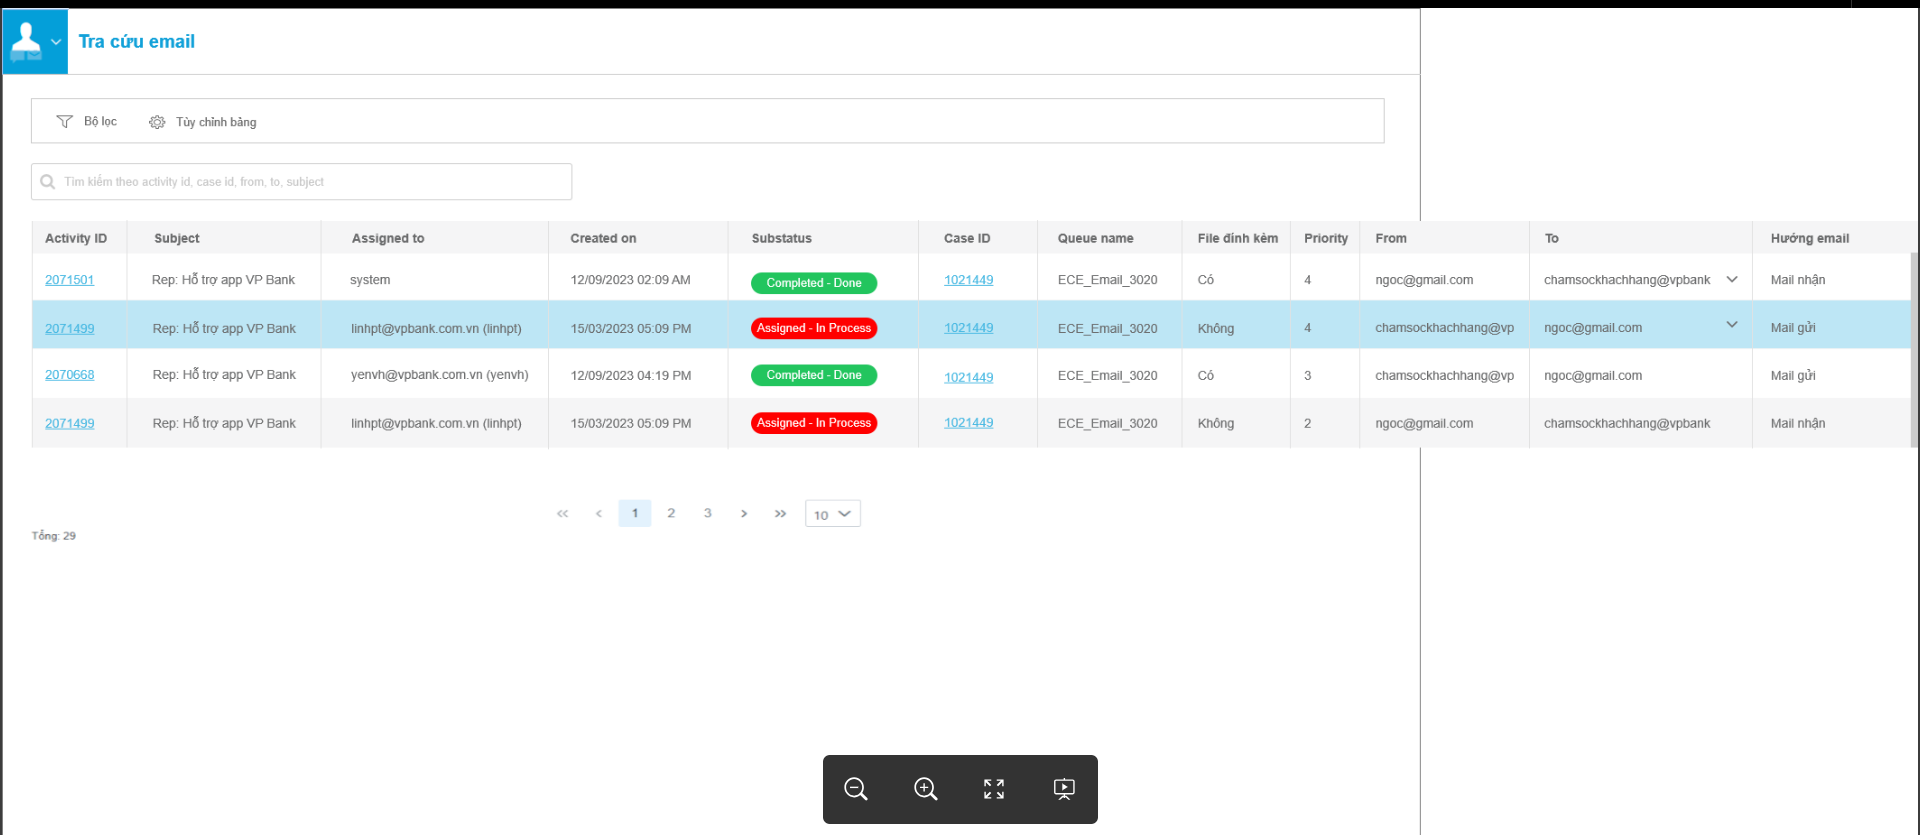 Tra cứu email
Bộ lọc Tùy chỉnh bảng
Tìm kiếm theo activity id, case id, from, to, subject
Activity ID Subject Assigned to Created on Substatus Case ID Queue name File đính kèm Priority From To Hướng email
2071501 Rep: Hỗ trợ app VP Bank system 12/09/2023 02:09 AM Completed - Done 1021449 ECE_Email_3020 Có 4 ngoc@gmail.com chamsockhachhang@vpbank Mail nhận
2071499 Rep: Hỗ trợ app VP Bank linhpt@vpbank.com.vn (linhpt) 15/03/2023 05:09 PM Assigned - In Process 1021449 ECE_Email_3020 Không 4 chamsockhachhang@vp ngoc@gmail.com Mail gửi
2070668 Rep: Hỗ trợ app VP Bank yenvh@vpbank.com.vn (yenvh) 12/09/2023 04:19 PM Completed - Done 1021449 ECE_Email_3020 Có 3 chamsockhachhang@vp ngoc@gmail.com Mail gửi
2071499 Rep: Hỗ trợ app VP Bank linhpt@vpbank.com.vn (linhpt) 15/03/2023 05:09 PM Assigned - In Process 1021449 ECE_Email_3020 Không 2 ngoc@gmail.com chamsockhachhang@vpbank Mail nhận
<< < 1 2 3 > >> 10
Tổng: 29